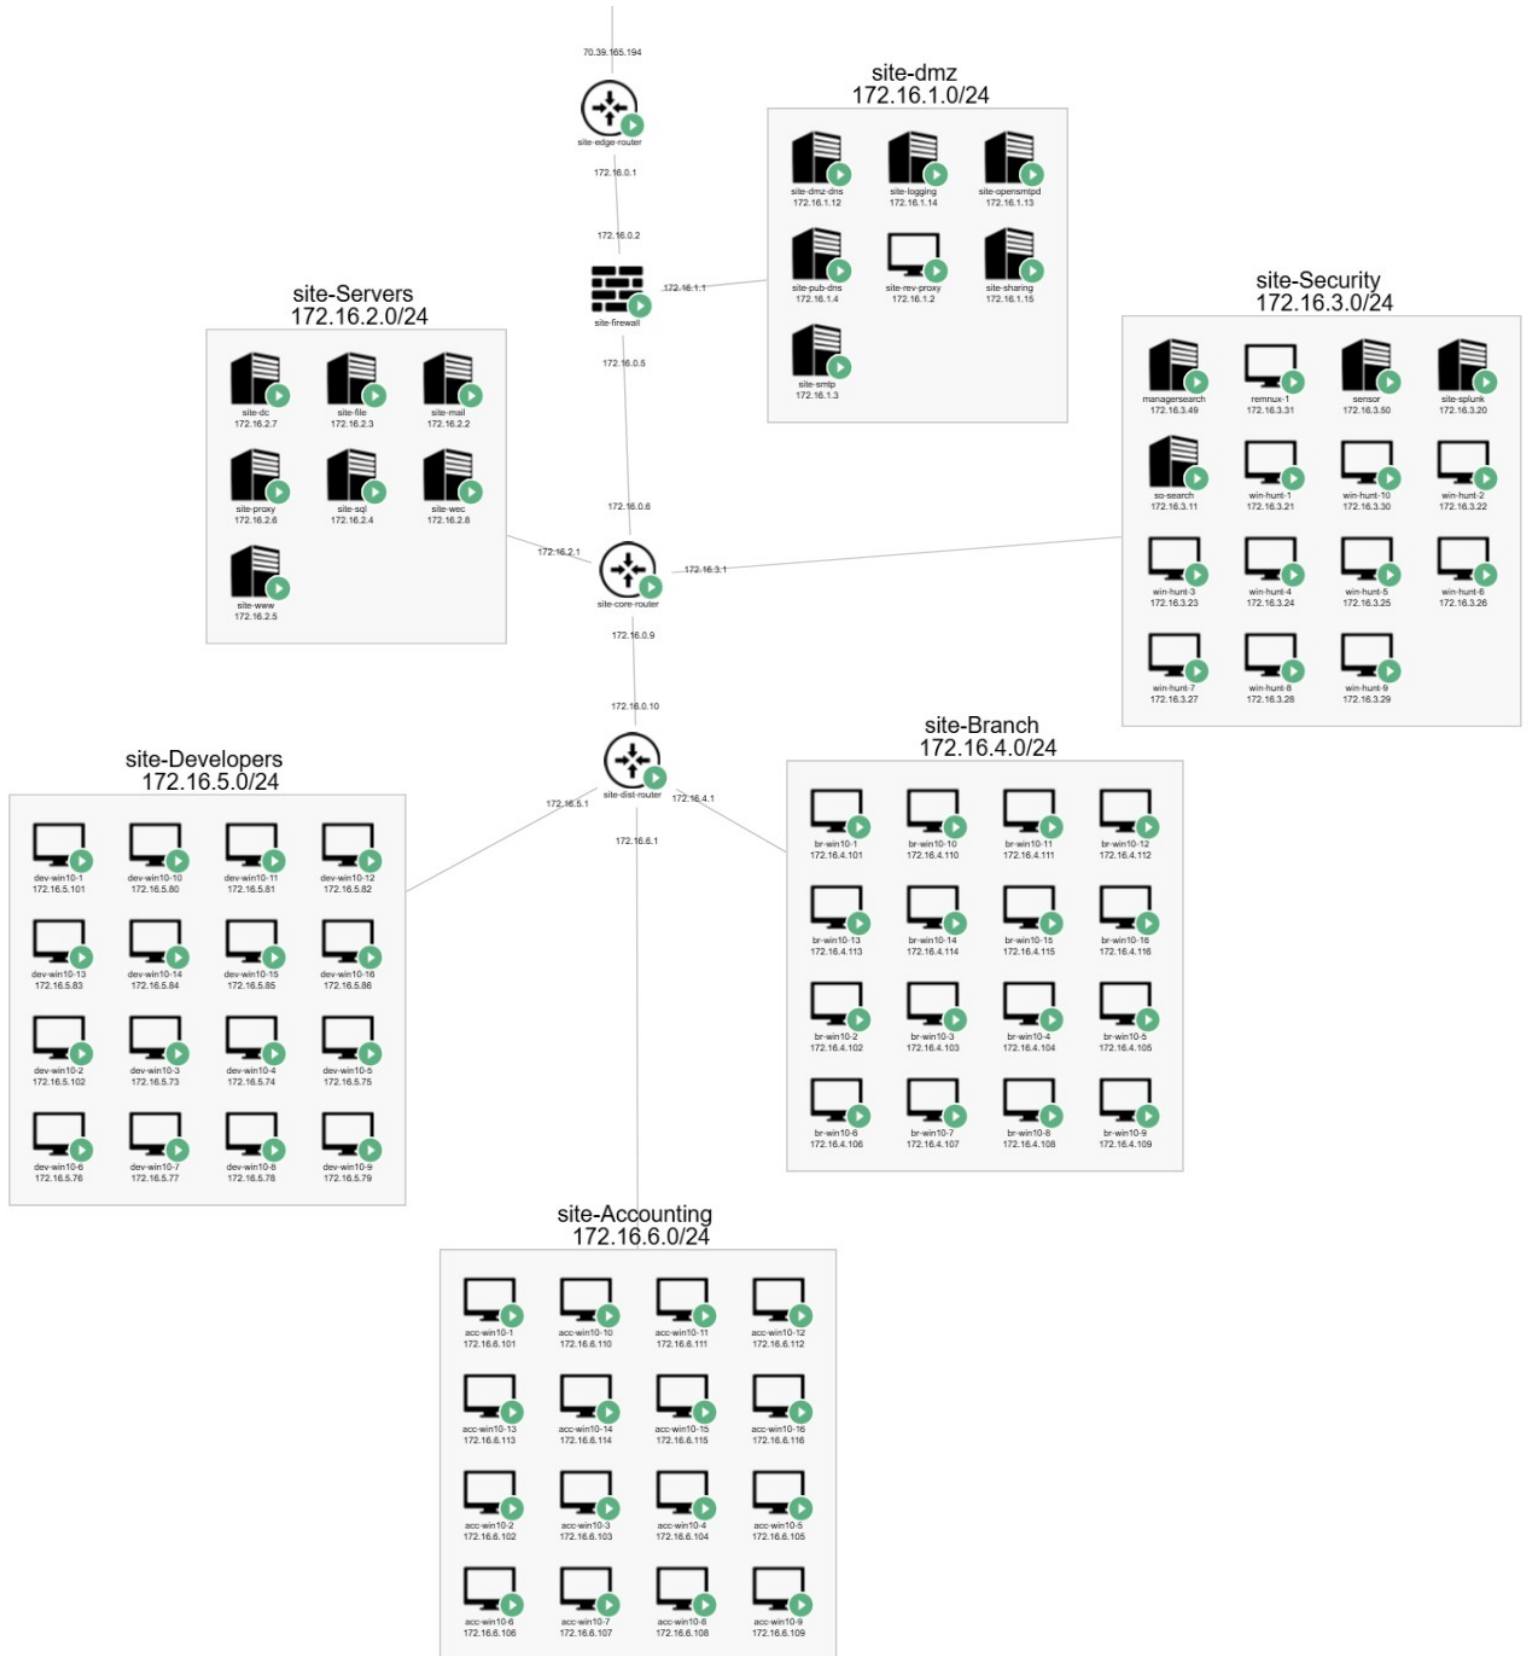 70.39.165.194
site-edge-router
172.16.0.1
172.16.0.2
site-firewall
172.16.1.1
172.16.0.5
site-dmz
172.16.1.0/24
site-dmz-dns
172.16.1.12
site-logging
172.16.1.14
site-opensmtpd
172.16.1.13
site-pub-dns
172.16.1.4
site-rev-proxy
172.16.1.2
site-sharing
172.16.1.15
site-smtp
172.16.1.3
site-Servers
172.16.2.0/24
site-dc
172.16.2.7
site-file
172.16.2.3
site-mail
172.16.2.2
site-proxy
172.16.2.6
site-sql
172.16.2.4
site-wec
172.16.2.8
site-www
172.16.2.5
site-Security
172.16.3.0/24
managersearch
172.16.3.49
remnux-1
172.16.3.31
sensor
172.16.3.50
site-splunk
172.16.3.20
so-search
172.16.3.11
win-hunt-1
172.16.3.21
win-hunt-10
172.16.3.30
win-hunt-2
172.16.3.22
win-hunt-3
172.16.3.23
win-hunt-4
172.16.3.24
win-hunt-5
172.16.3.25
win-hunt-6
172.16.3.26
win-hunt-7
172.16.3.27
win-hunt-8
172.16.3.28
win-hunt-9
172.16.3.29
172.16.0.6
172.16.2.1
172.16.3.1
site-core-router
172.16.0.9
172.16.0.10
site-dist-router
172.16.5.1
172.16.4.1
172.16.6.1
site-Developers
172.16.5.0/24
dev-win10-1
172.16.5.101
dev-win10-10
172.16.5.80
dev-win10-11
172.16.5.81
dev-win10-12
172.16.5.82
dev-win10-13
172.16.5.83
dev-win10-14
172.16.5.84
dev-win10-15
172.16.5.85
dev-win10-16
172.16.5.86
dev-win10-2
172.16.5.102
dev-win10-3
172.16.5.73
dev-win10-4
172.16.5.74
dev-win10-5
172.16.5.75
dev-win10-6
172.16.5.76
dev-win10-7
172.16.5.77
dev-win10-8
172.16.5.78
dev-win10-9
172.16.5.79
site-Branch
172.16.4.0/24
br-win10-1
172.16.4.101
br-win10-10
172.16.4.110
br-win10-11
172.16.4.111
br-win10-12
172.16.4.112
br-win10-13
172.16.4.113
br-win10-14
172.16.4.114
br-win10-15
172.16.4.115
br-win10-16
172.16.4.116
br-win10-2
172.16.4.102
br-win10-3
172.16.4.103
br-win10-4
172.16.4.104
br-win10-5
172.16.4.105
br-win10-6
172.16.4.106
br-win10-7
172.16.4.107
br-win10-8
172.16.4.108
br-win10-9
172.16.4.109
site-Accounting
172.16.6.0/24
acc-win10-1
172.16.6.101
acc-win10-10
172.16.6.110
acc-win10-11
172.16.6.111
acc-win10-12
172.16.6.112
acc-win10-13
172.16.6.113
acc-win10-14
172.16.6.114
acc-win10-15
172.16.6.115
acc-win10-16
172.16.6.116
acc-win10-2
172.16.6.102
acc-win10-3
172.16.6.103
acc-win10-4
172.16.6.104
acc-win10-5
172.16.6.105
acc-win10-6
172.16.6.106
acc-win10-7
172.16.6.107
acc-win10-8
172.16.6.108
acc-win10-9
172.16.6.109